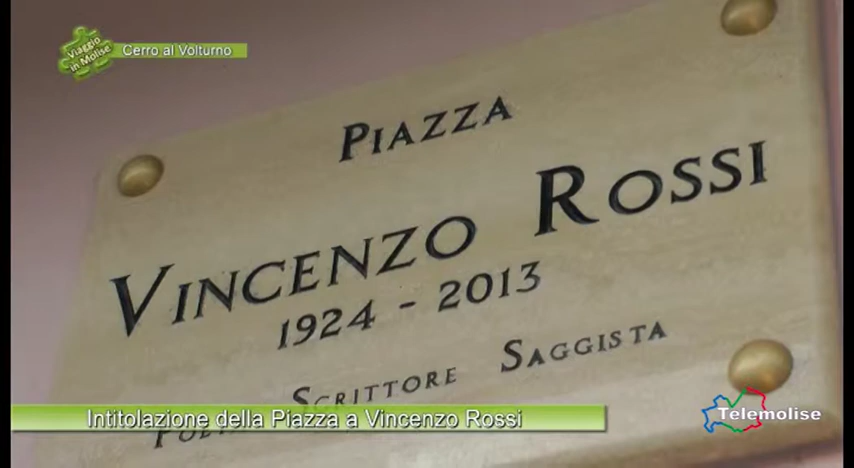 Viaggio
in Molise
Cerro al Volturno
PIAZZA
VINCENZO ROSSI
1924 - 2013
SCRITTORE SAGGISTA
Intitolazione della Piazza a Vincenzo Rossi
Telemolise